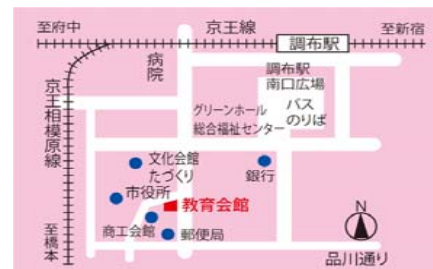 至府中
京王線
至新宿
調布駅
病院
調布駅
南口広場
バス
のりば
グリーンホール
総合福祉センター
京王相模原線
文化会館
たづくり
銀行
市役所
教育会館
商工会館
郵便局
至橋本
N
品川通り